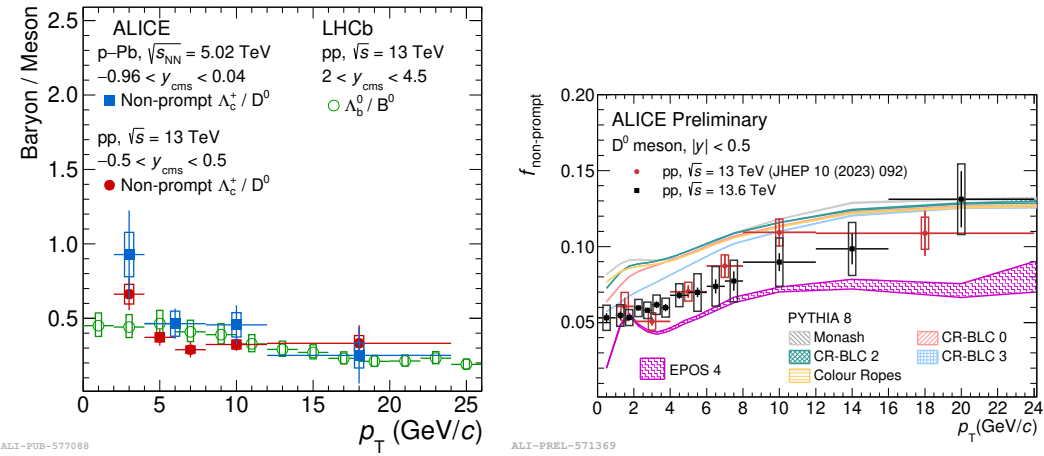 Baryon / Meson
2.5
2.0
1.5
1.0
0.5
0
0 5 10 15 20 25
p_T (GeV/c)
ALICE
p–Pb, √s_NN = 5.02 TeV
−0.96 < y_cms < 0.04
Non-prompt Λ_c^+ / D^0
pp, √s = 13 TeV
−0.5 < y_cms < 0.5
Non-prompt Λ_c^+ / D^0
LHCb
pp, √s = 13 TeV
2 < y_cms < 4.5
Λ_b^0 / B^0
ALI-PUB-577088
f_non-prompt
0.20
0.15
0.10
0.05
0 2 4 6 8 10 12 14 16 18 20 22 24
p_T(GeV/c)
ALICE Preliminary
D^0 meson, |y| < 0.5
pp, √s = 13 TeV (JHEP 10 (2023) 092)
pp, √s = 13.6 TeV
EPOS 4
PYTHIA 8
Monash
CR-BLC 0
CR-BLC 2
CR-BLC 3
Colour Ropes
ALI-PREL-571369